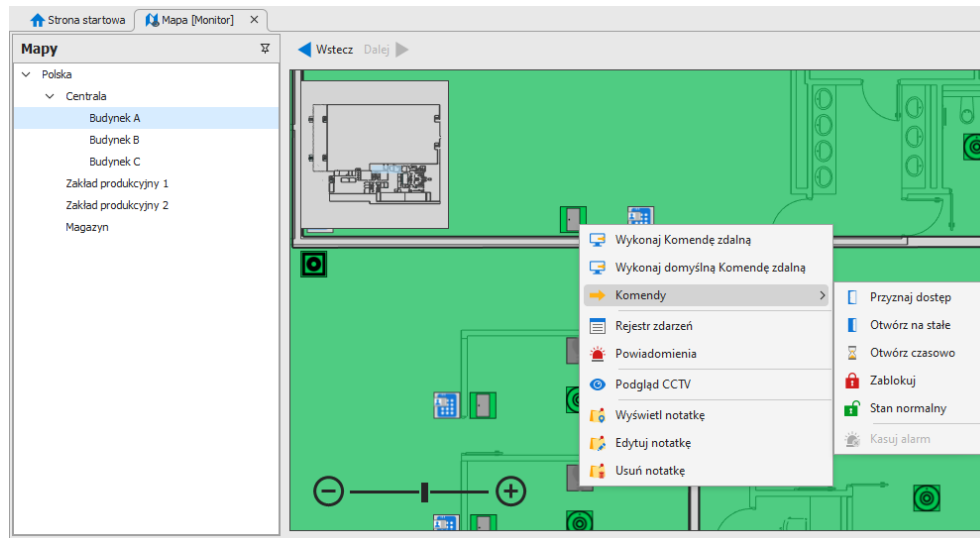 Strona startowa
Mapa [Monitor]
Mapy
Wstecz
Dalej
Polska
Centrala
Budynek A
Budynek B
Budynek C
Zakład produkcyjny 1
Zakład produkcyjny 2
Magazyn
Wykonaj Komendę zdalną
Wykonaj domyślną Komendę zdalną
Komendy
Rejestr zdarzeń
Powiadomienia
Podgląd CCTV
Wyświetl notatkę
Edytuj notatkę
Usuń notatkę
Przyznaj dostęp
Otwórz na stałe
Otwórz czasowo
Zablokuj
Stan normalny
Kasuj alarm